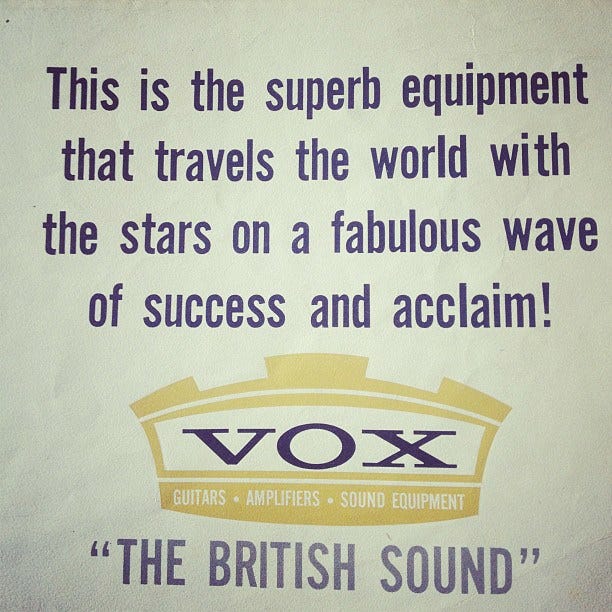 This is the superb equipment
that travels the world with
the stars on a fabulous wave
of success and acclaim!
VOX
GUITARS • AMPLIFIERS • SOUND EQUIPMENT
“THE BRITISH SOUND”